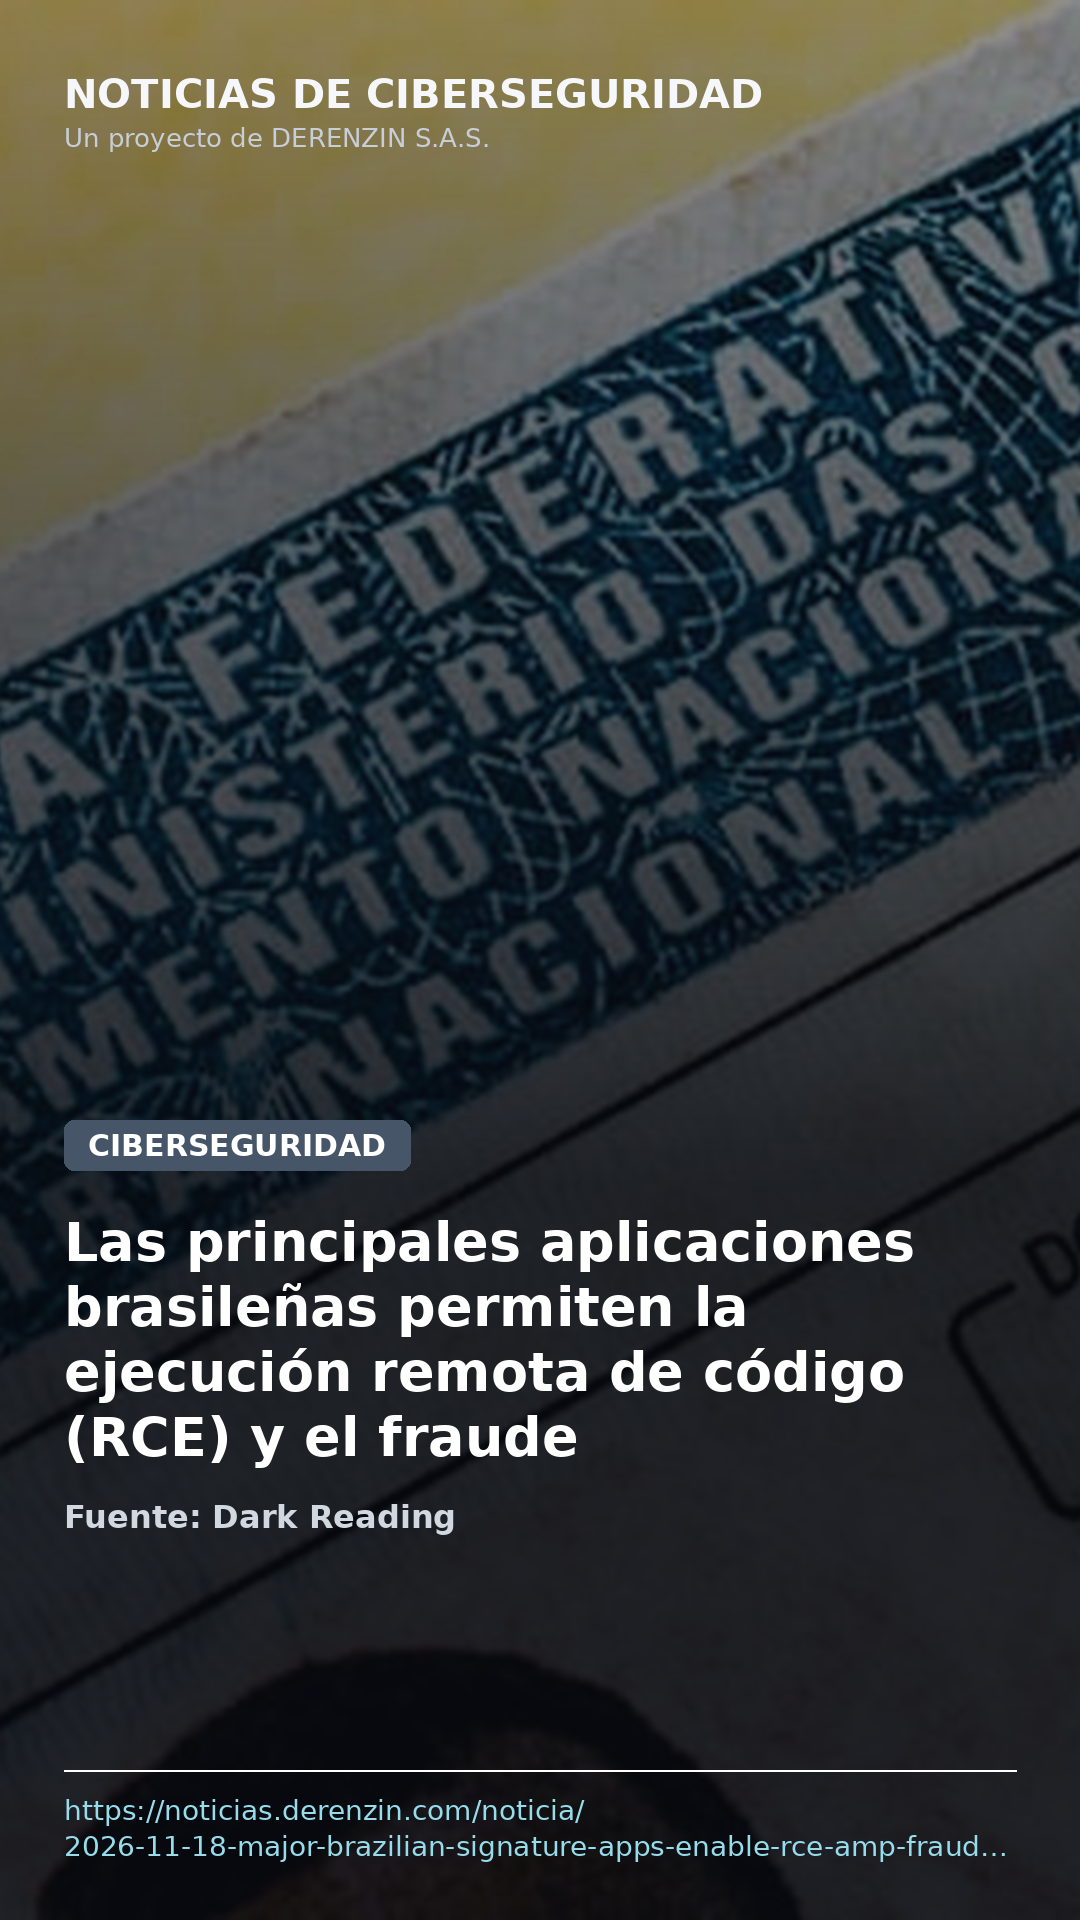 NOTICIAS DE CIBERSEGURIDAD
Un proyecto de DERENZIN S.A.S.
FEDERATIV
MINISTERIO DAS
NACIONA
NACIONAL
CIBERSEGURIDAD
Las principales aplicaciones
brasileñas permiten la
ejecución remota de código
(RCE) y el fraude
Fuente: Dark Reading
https://noticias.derenzin.com/noticia/
2026-11-18-major-brazilian-signature-apps-enable-rce-amp-fraud...